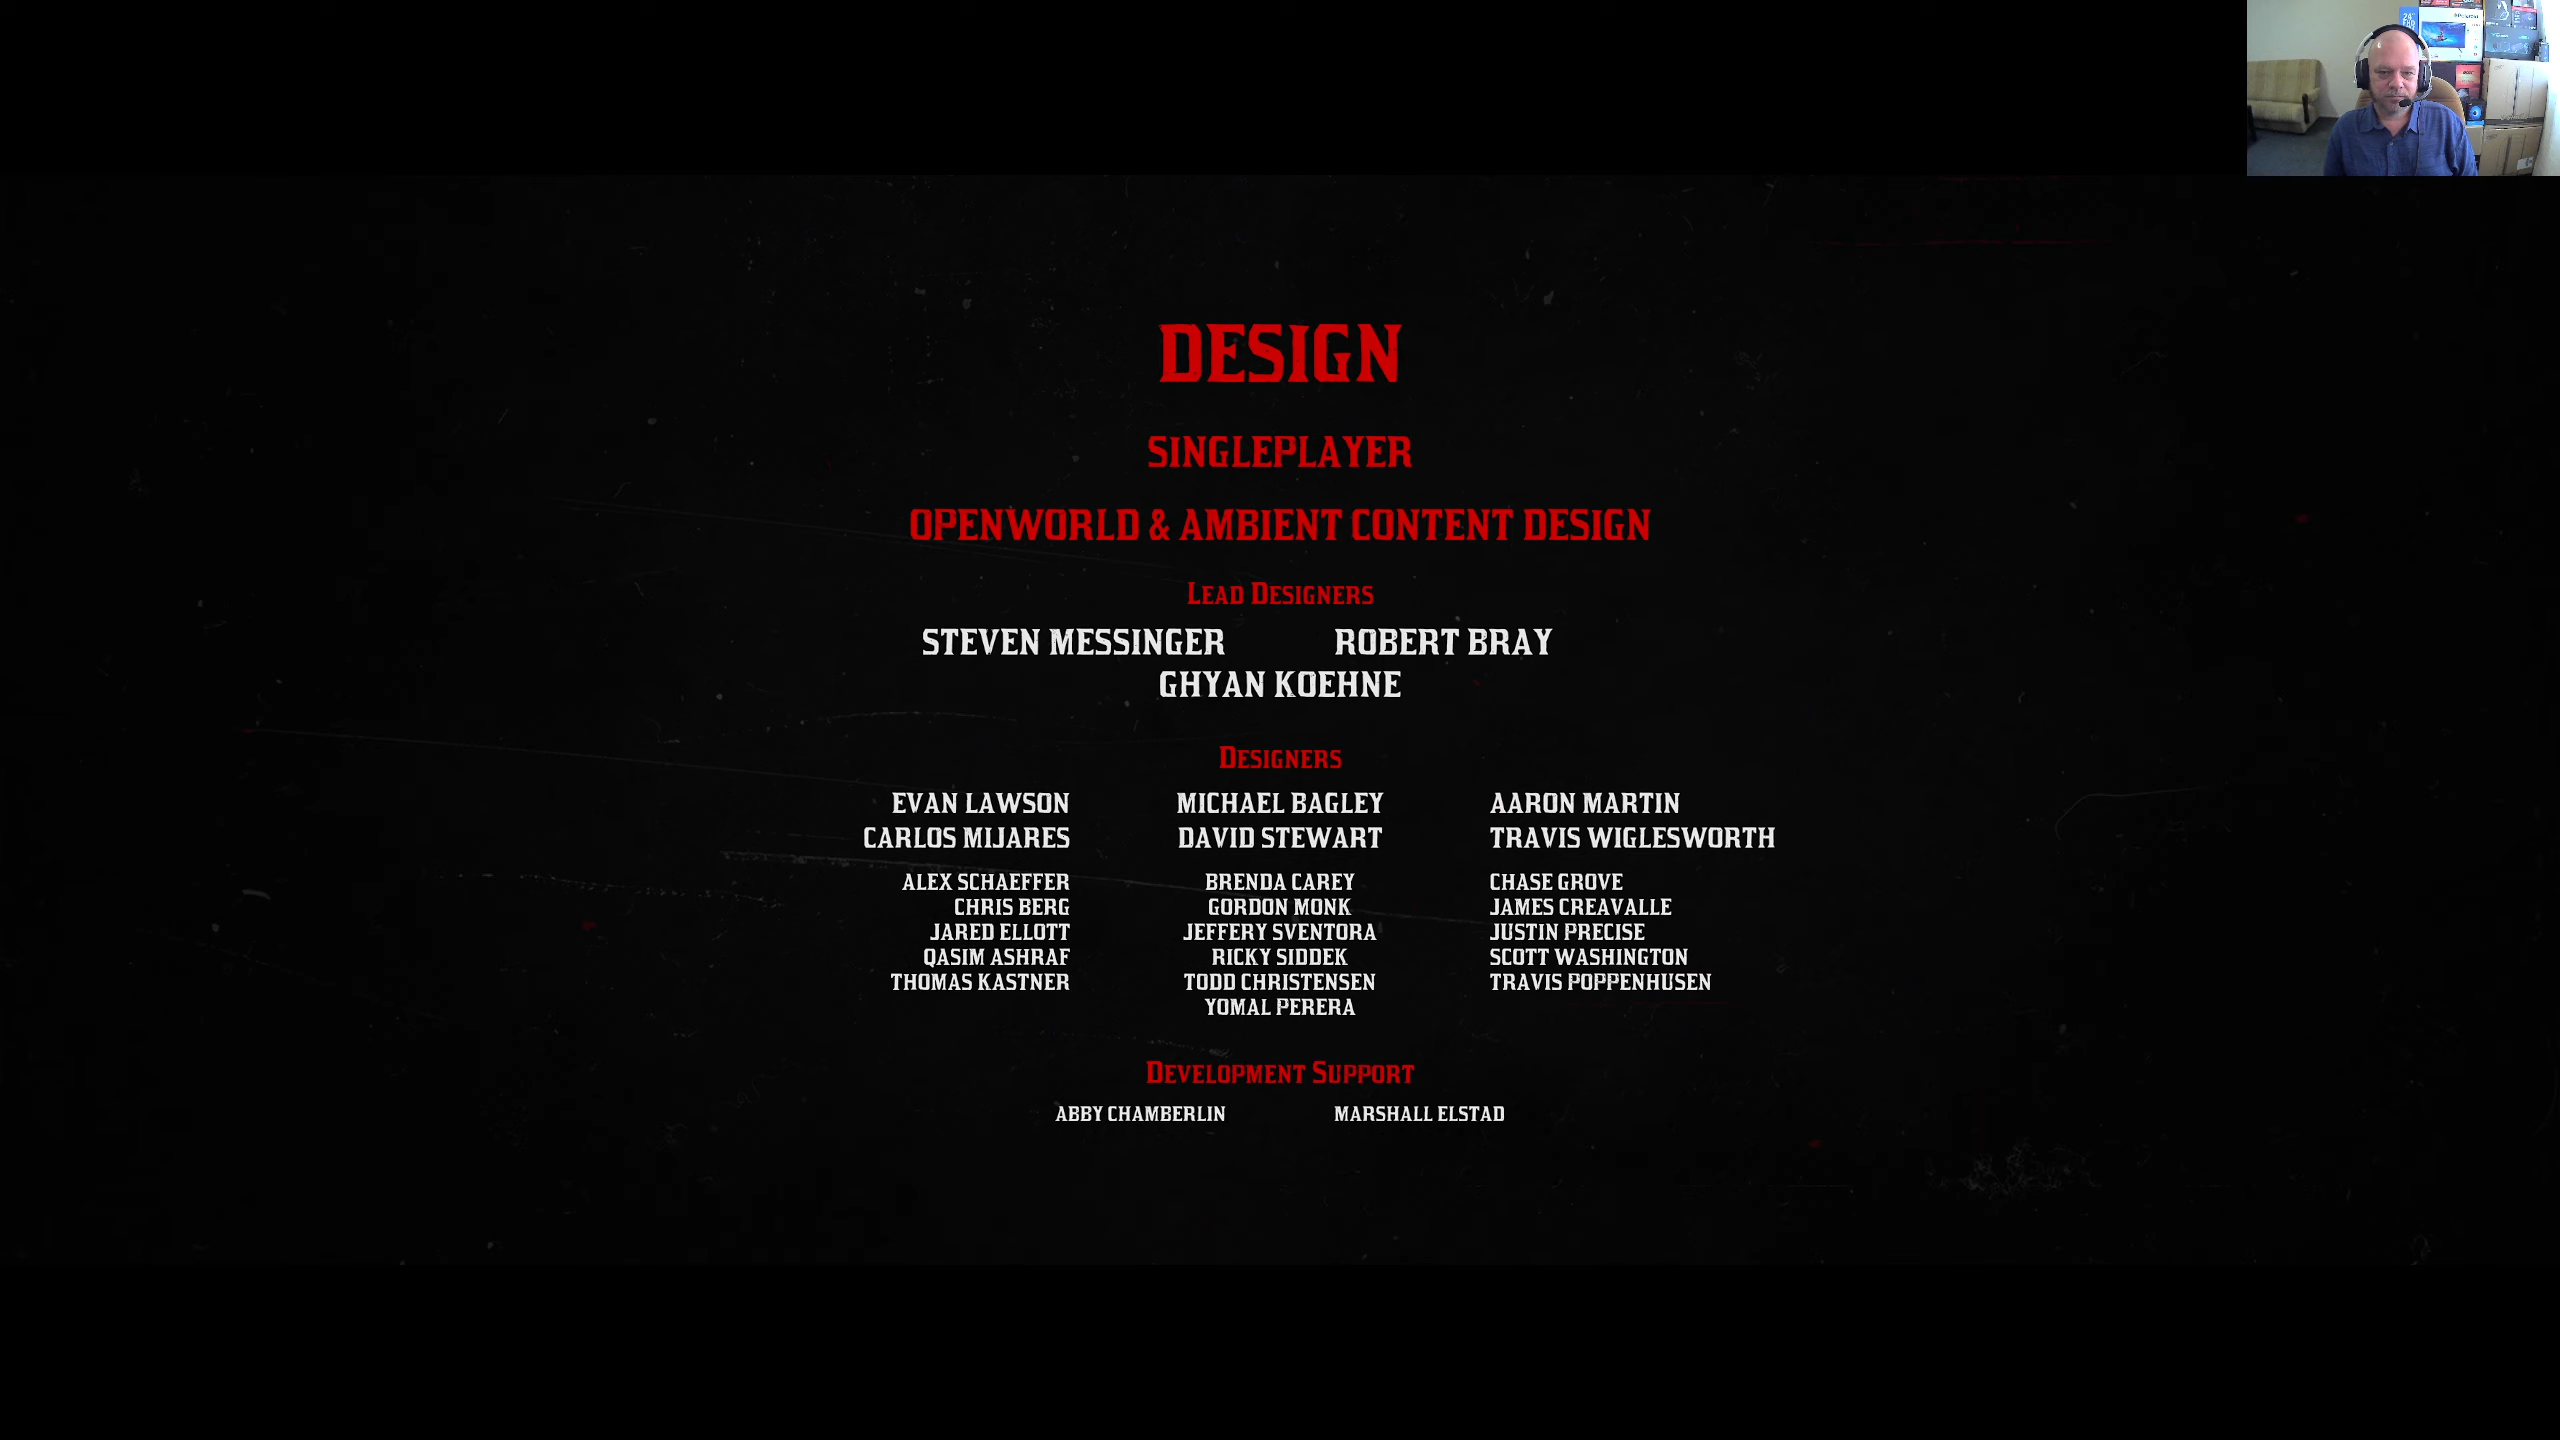 DESIGN
SINGLEPLAYER
OPENWORLD & AMBIENT CONTENT DESIGN
LEAD DESIGNERS
STEVEN MESSINGER ROBERT BRAY
GHYAN KOEHNE
DESIGNERS
EVAN LAWSON MICHAEL BAGLEY AARON MARTIN
CARLOS MIJARES DAVID STEWART TRAVIS WIGLESWORTH
ALEX SCHAEFFER BRENDA CAREY CHASE GROVE
CHRIS BERG GORDON MONK JAMES CREAVALLE
JARED ELLOTT JEFFERY SVENTORA JUSTIN PRECISE
QASIM ASHRAF RICKY SIDDEK SCOTT WASHINGTON
THOMAS KASTNER TODD CHRISTENSEN TRAVIS POPPENHUSEN
YOMAL PERERA
DEVELOPMENT SUPPORT
ABBY CHAMBERLIN MARSHALL ELSTAD